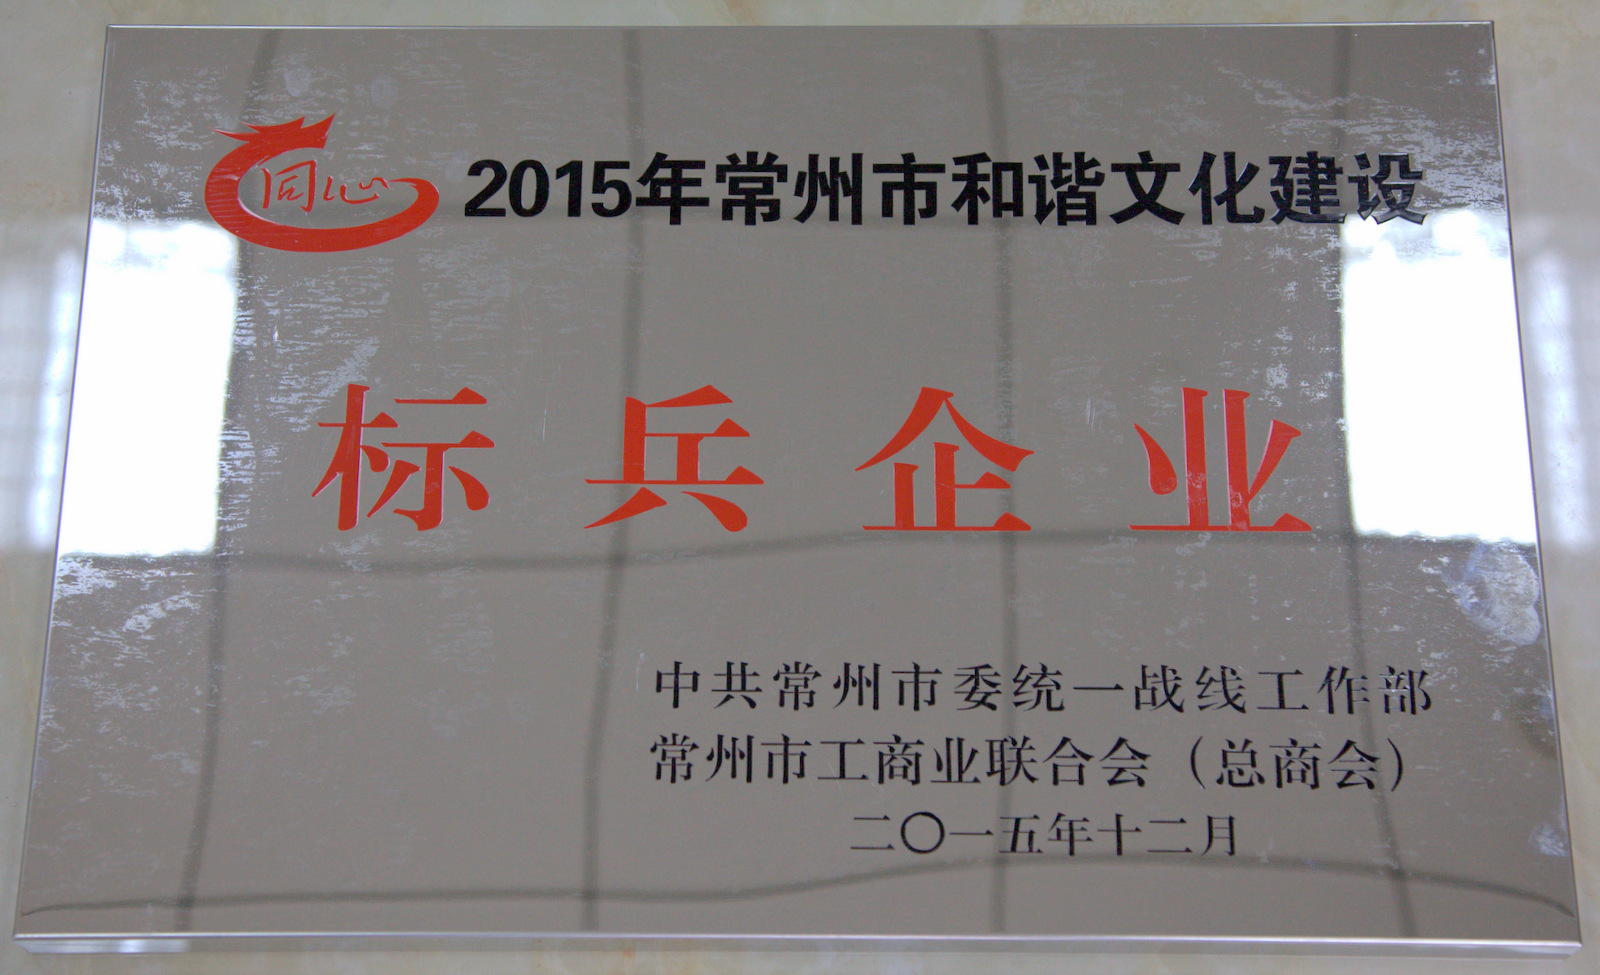 同心
2015年常州市和谐文化建设
标兵企业
中共常州市委统一战线工作部
常州市工商业联合会（总商会）
二〇一五年十二月